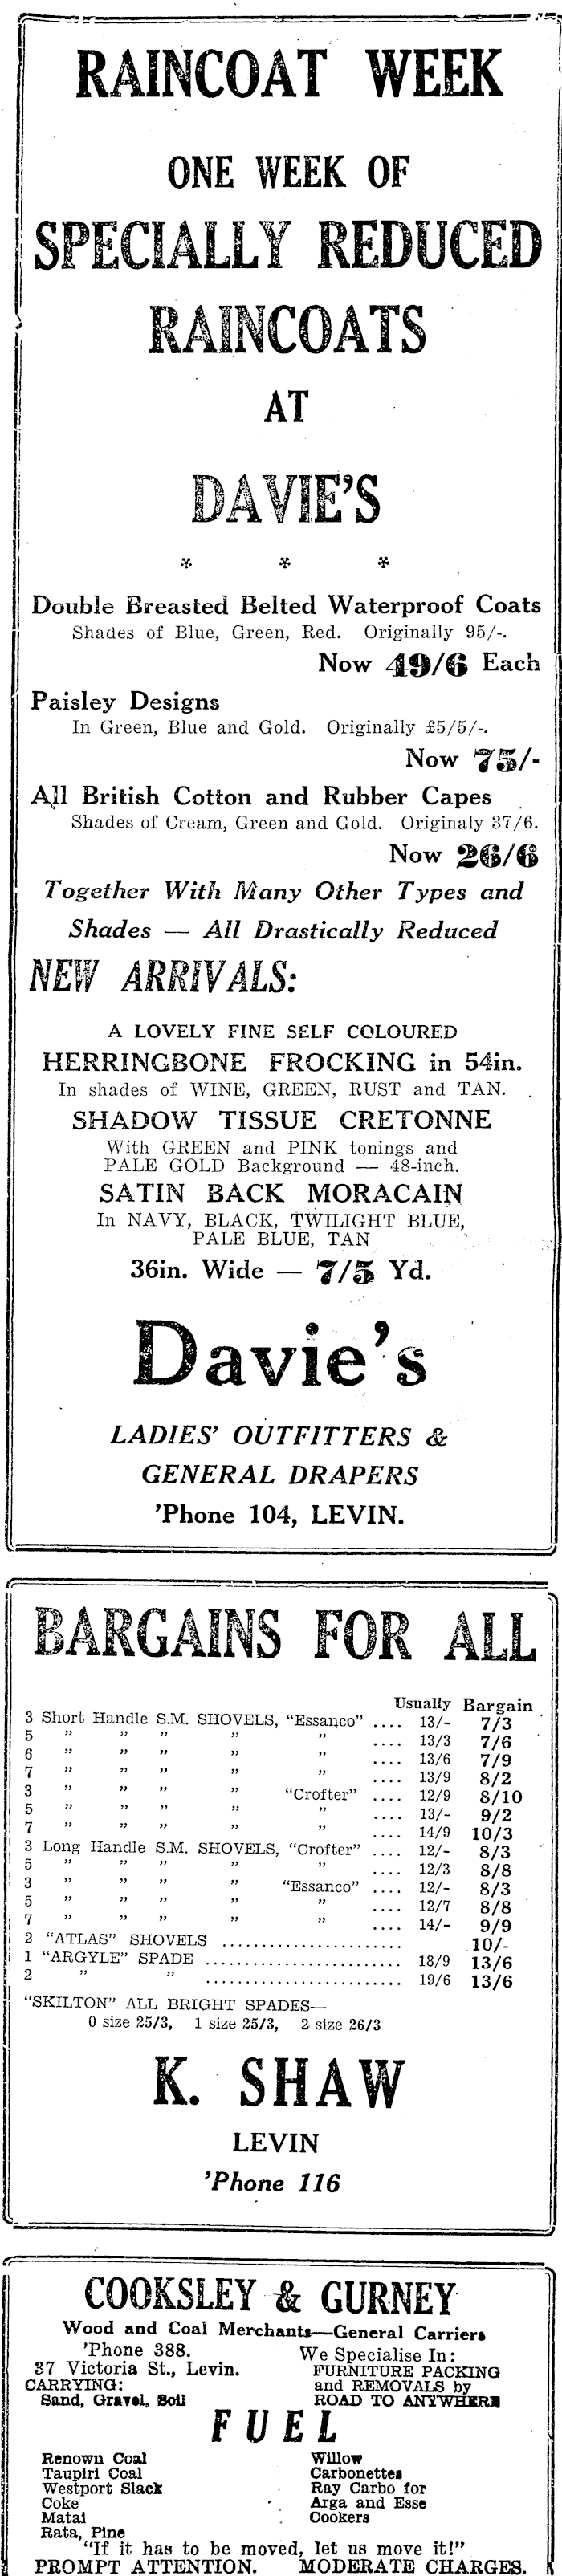 RAINCOAT WEEK
ONE WEEK OF
SPECIALLY REDUCED
RAINCOATS
AT
DAVIE'S
* * *
Double Breasted Belted Waterproof Coats
Shades of Blue, Green, Red. Originally 95/-.
Now 49/6 Each
Paisley Designs
In Green, Blue and Gold. Originally £5/5/-.
Now 75/-
All British Cotton and Rubber Capes
Shades of Cream, Green and Gold. Originaly 37/6.
Now 26/6
Together With Many Other Types and
Shades — All Drastically Reduced
NEW ARRIVALS:
A LOVELY FINE SELF COLOURED
HERRINGBONE FROCKING in 54in.
In shades of WINE, GREEN, RUST and TAN.
SHADOW TISSUE CRETONNE
With GREEN and PINK tonings and
PALE GOLD Background — 48-inch.
SATIN BACK MORACAIN
In NAVY, BLACK, TWILIGHT BLUE,
PALE BLUE, TAN
36in. Wide — 7/5 Yd.
Davie's
LADIES' OUTFITTERS &
GENERAL DRAPERS
'Phone 104, LEVIN.
BARGAINS FOR ALL
Usually Bargain
3 Short Handle S.M. SHOVELS, "Essanco" .... 13/- 7/3
5 " " " " " .... 13/3 7/6
6 " " " " " .... 13/6 7/9
7 " " " " " .... 13/9 8/2
3 " " " " "Crofter" .... 12/9 8/10
5 " " " " " .... 13/- 9/2
7 " " " " " .... 14/9 10/3
3 Long Handle S.M. SHOVELS, "Crofter" .... 12/- 8/3
5 " " " " " .... 12/3 8/8
3 " " " " "Essanco" .... 12/- 8/3
5 " " " " " .... 12/7 8/8
7 " " " " " .... 14/- 9/9
2 "ATLAS" SHOVELS ........................ 10/-
1 "ARGYLE" SPADE .......................... 18/9 13/6
2 " " .......................... 19/6 13/6
"SKILTON" ALL BRIGHT SPADES—
0 size 25/3, 1 size 25/3, 2 size 26/3
K. SHAW
LEVIN
'Phone 116
COOKSLEY & GURNEY
Wood and Coal Merchants—General Carriers
'Phone 388.
37 Victoria St., Levin.
CARRYING:
Sand, Gravel, Soil
We Specialise In:
FURNITURE PACKING
and REMOVALS by
ROAD TO ANYWHERE
FUEL
Renown Coal
Taupiri Coal
Westport Slack
Coke
Matai
Rata, Pine
Willow
Carbonettes
Ray Carbo for
Arga and Esse
Cookers
"If it has to be moved, let us move it!"
PROMPT ATTENTION. MODERATE CHARGES.